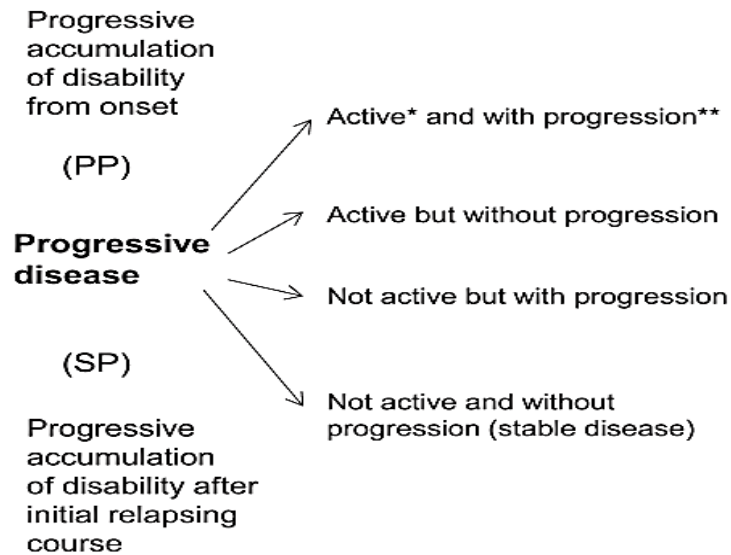 Progressive
accumulation
of disability
from onset
(PP)
Progressive
disease
(SP)
Progressive
accumulation
of disability after
initial relapsing
course
Active* and with progression**
Active but without progression
Not active but with progression
Not active and without
progression (stable disease)